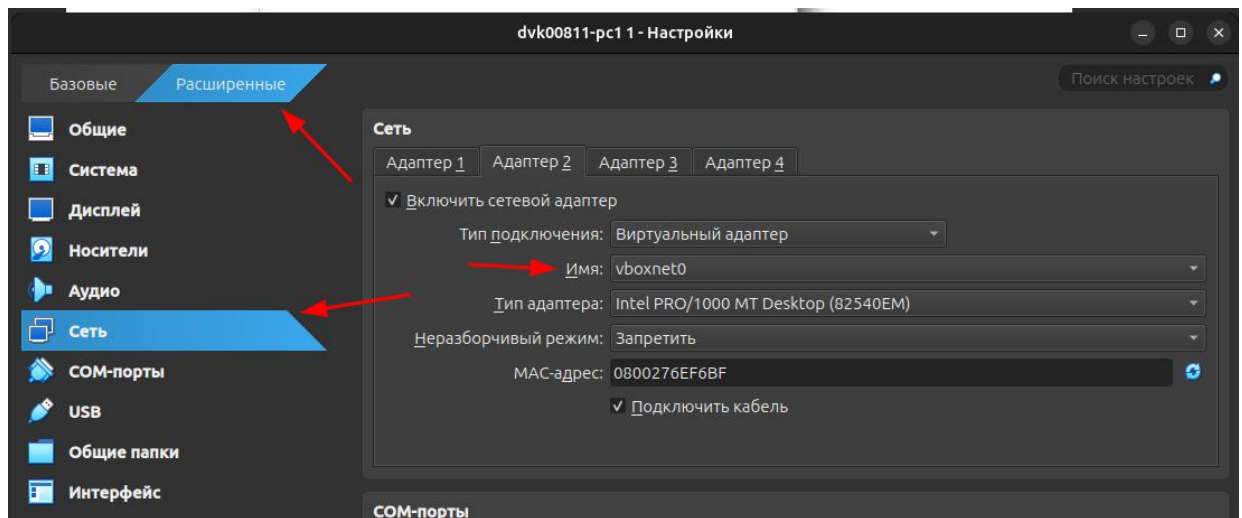 dvk00811-pc1 1 - Настройки
Базовые Расширенные Поиск настроек
Общие
Система
Дисплей
Носители
Аудио
Сеть
COM-порты
USB
Общие папки
Интерфейс
Сеть
Адаптер 1 Адаптер 2 Адаптер 3 Адаптер 4
Включить сетевой адаптер
Тип подключения: Виртуальный адаптер
Имя: vboxnet0
Тип адаптера: Intel PRO/1000 MT Desktop (82540EM)
Неразборчивый режим: Запретить
MAC-адрес: 0800276EF6BF
Подключить кабель
COM-порты